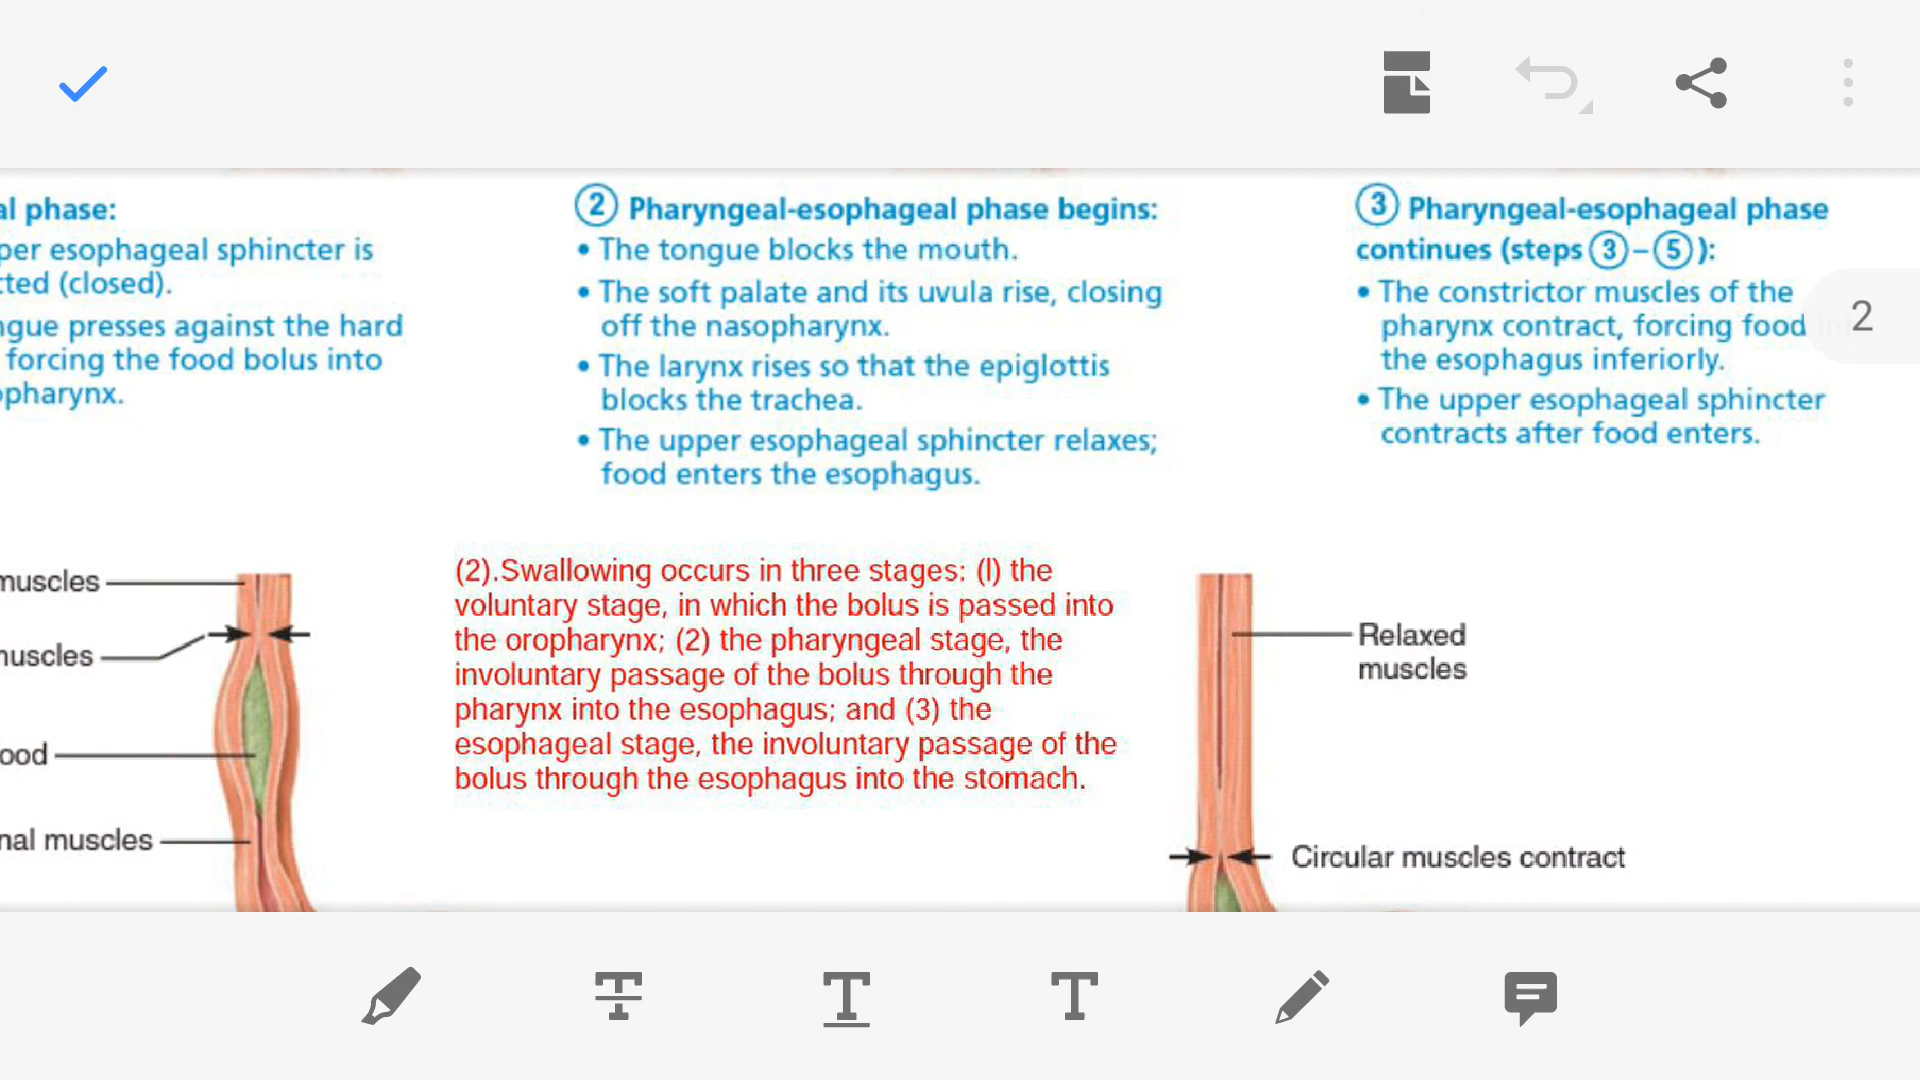 al phase:
per esophageal sphincter is
cted (closed).
ngue presses against the hard
forcing the food bolus into
opharynx.
2 Pharyngeal-esophageal phase begins:
• The tongue blocks the mouth.
• The soft palate and its uvula rise, closing
off the nasopharynx.
• The larynx rises so that the epiglottis
blocks the trachea.
• The upper esophageal sphincter relaxes;
food enters the esophagus.
3 Pharyngeal-esophageal phase
continues (steps 3–5):
• The constrictor muscles of the
pharynx contract, forcing food
the esophagus inferiorly.
• The upper esophageal sphincter
contracts after food enters.
2
muscles
muscles
ood
nal muscles
(2).Swallowing occurs in three stages: (l) the
voluntary stage, in which the bolus is passed into
the oropharynx; (2) the pharyngeal stage, the
involuntary passage of the bolus through the
pharynx into the esophagus; and (3) the
esophageal stage, the involuntary passage of the
bolus through the esophagus into the stomach.
Relaxed
muscles
Circular muscles contract